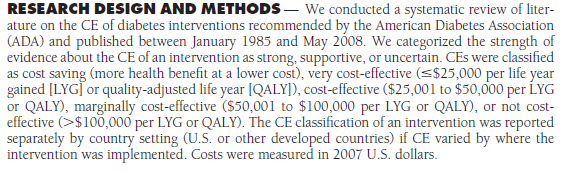 RESEARCH DESIGN AND METHODS — We conducted a systematic review of liter-
ature on the CE of diabetes interventions recommended by the American Diabetes Association
(ADA) and published between January 1985 and May 2008. We categorized the strength of
evidence about the CE of an intervention as strong, supportive, or uncertain. CEs were classified
as cost saving (more health benefit at a lower cost), very cost-effective (≤$25,000 per life year
gained [LYG] or quality-adjusted life year [QALY]), cost-effective ($25,001 to $50,000 per LYG
or QALY), marginally cost-effective ($50,001 to $100,000 per LYG or QALY), or not cost-
effective (>$100,000 per LYG or QALY). The CE classification of an intervention was reported
separately by country setting (U.S. or other developed countries) if CE varied by where the
intervention was implemented. Costs were measured in 2007 U.S. dollars.